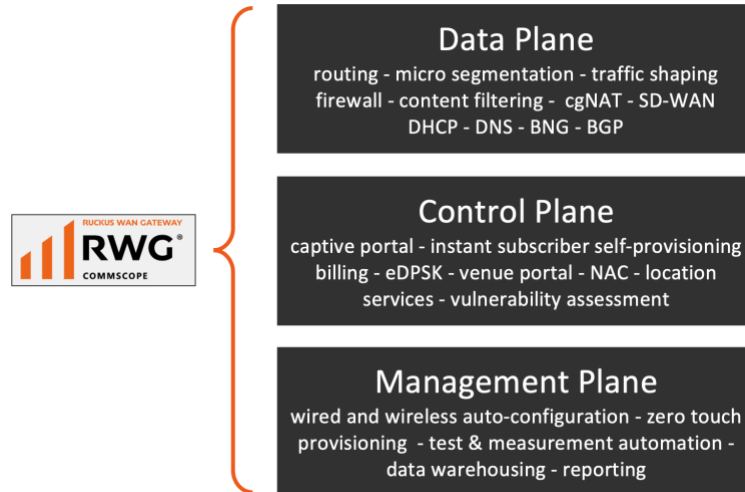 RUCKUS WAN GATEWAY
RWG®
COMMSCOPE
Data Plane
routing - micro segmentation - traffic shaping
firewall - content filtering - cgNAT - SD-WAN
DHCP - DNS - BNG - BGP
Control Plane
captive portal - instant subscriber self-provisioning
billing - eDPSK - venue portal - NAC - location
services - vulnerability assessment
Management Plane
wired and wireless auto-configuration - zero touch
provisioning - test & measurement automation -
data warehousing - reporting